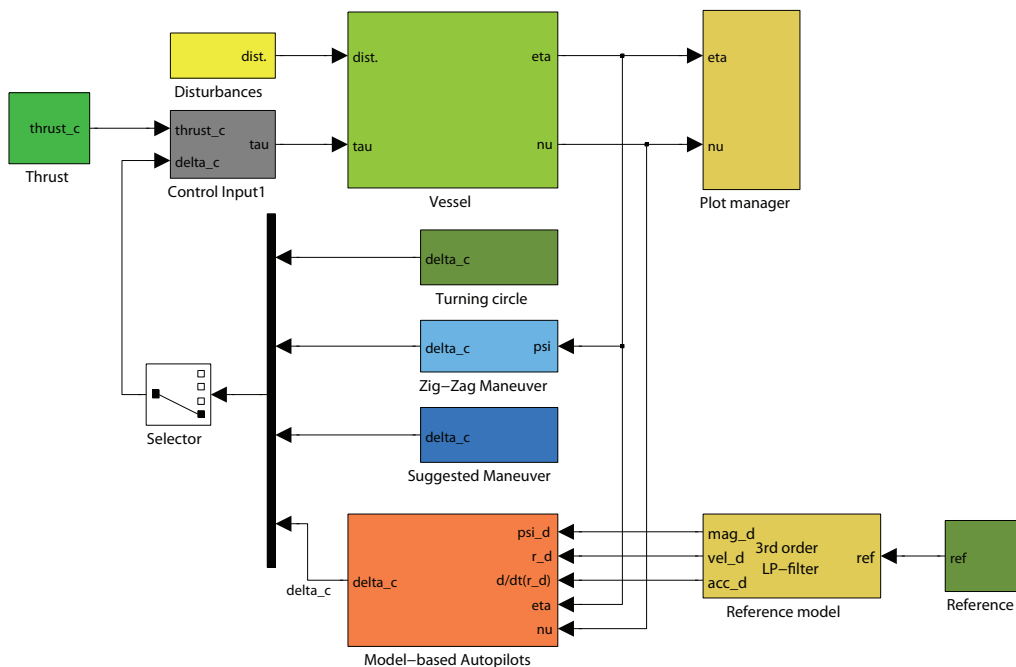 dist.
Disturbances
thrust_c
Thrust
thrust_c
delta_c
tau
Control Input1
dist.
tau
eta
nu
Vessel
eta
nu
Plot manager
delta_c
Turning circle
delta_c
psi
Zig−Zag Maneuver
delta_c
Suggested Maneuver
Selector
delta_c
delta_c
psi_d
r_d
d/dt(r_d)
eta
nu
Model−based Autopilots
mag_d
vel_d
acc_d
3rd order
LP−filter
ref
Reference model
ref
Reference